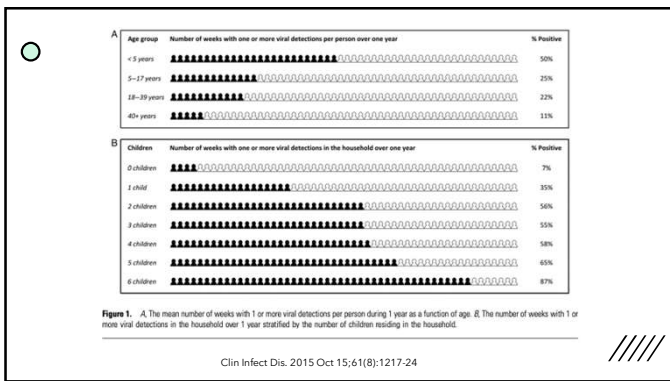 A
Age group Number of weeks with one or more viral detections per person over one year % Positive
< 5 years 50%
5–17 years 25%
18–39 years 22%
40+ years 11%
B
Children Number of weeks with one or more viral detections in the household over one year % Positive
0 children 7%
1 child 35%
2 children 56%
3 children 55%
4 children 58%
5 children 65%
6 children 87%
Figure 1. A, The mean number of weeks with 1 or more viral detections per person during 1 year as a function of age. B, The number of weeks with 1 or
more viral detections in the household over 1 year stratified by the number of children residing in the household.
Clin Infect Dis. 2015 Oct 15;61(8):1217-24